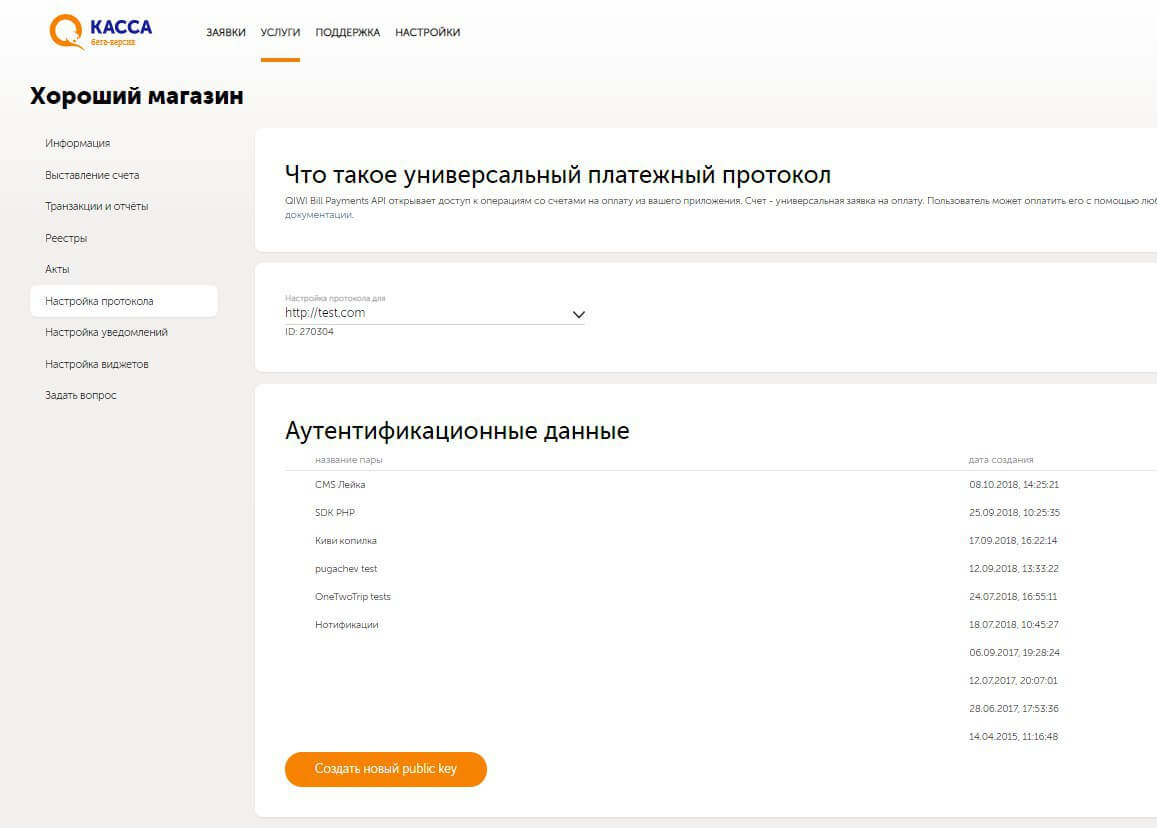 КАССА
бета-версия
ЗАЯВКИ УСЛУГИ ПОДДЕРЖКА НАСТРОЙКИ
Хороший магазин
Информация
Выставление счета
Транзакции и отчёты
Реестры
Акты
Настройка протокола
Настройка уведомлений
Настройка виджетов
Задать вопрос
Что такое универсальный платежный протокол
QIWI Bill Payments API открывает доступ к операциям со счетами на оплату из вашего приложения. Счет - универсальная заявка на оплату. Пользователь может оплатить его с помощью люб
документации.
Настройка протокола для
http://test.com
ID: 270304
Аутентификационные данные
название пары дата создания
CMS Лейка 08.10.2018, 14:25:21
SDK PHP 25.09.2018, 10:25:35
Киви копилка 17.09.2018, 16:22:14
pugachev test 12.09.2018, 13:33:22
OneTwoTrip tests 24.07.2018, 16:55:11
Нотификации 18.07.2018, 10:45:27
06.09.2017, 19:28:24
12.07.2017, 20:07:01
28.06.2017, 17:53:36
14.04.2015, 11:16:48
Создать новый public key